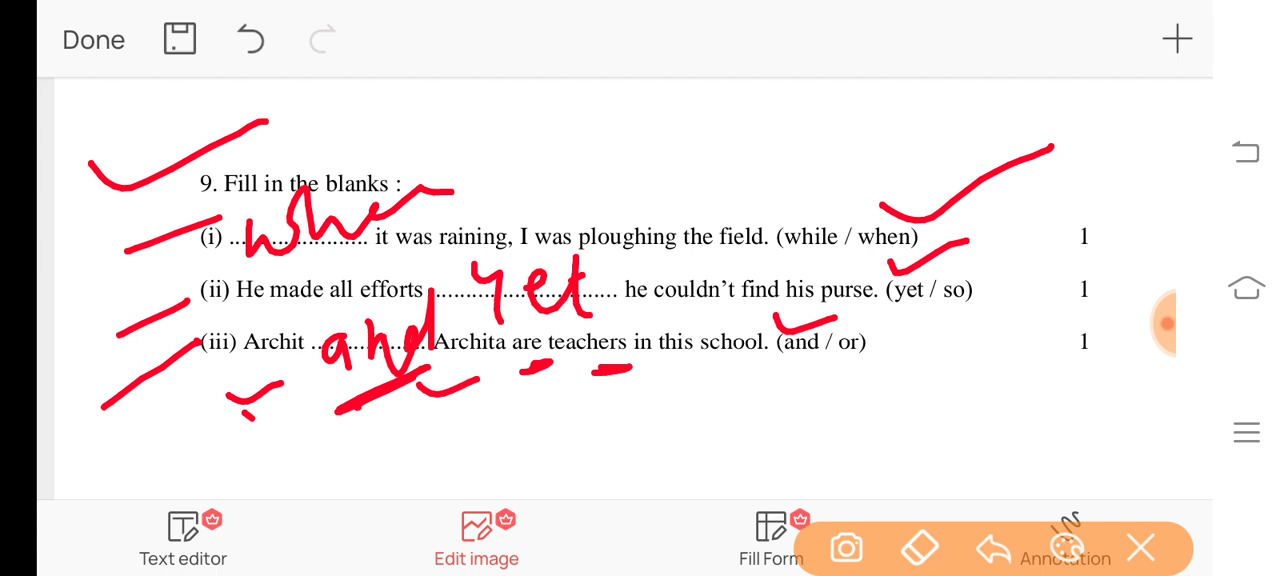 Done
9. Fill in the blanks :
(i) ... when ... it was raining, I was ploughing the field. (while / when) 1
(ii) He made all efforts ... yet ... he couldn't find his purse. (yet / so) 1
(iii) Archit ... and ... Archita are teachers in this school. (and / or) 1
Text editor Edit image Fill Form Annotation